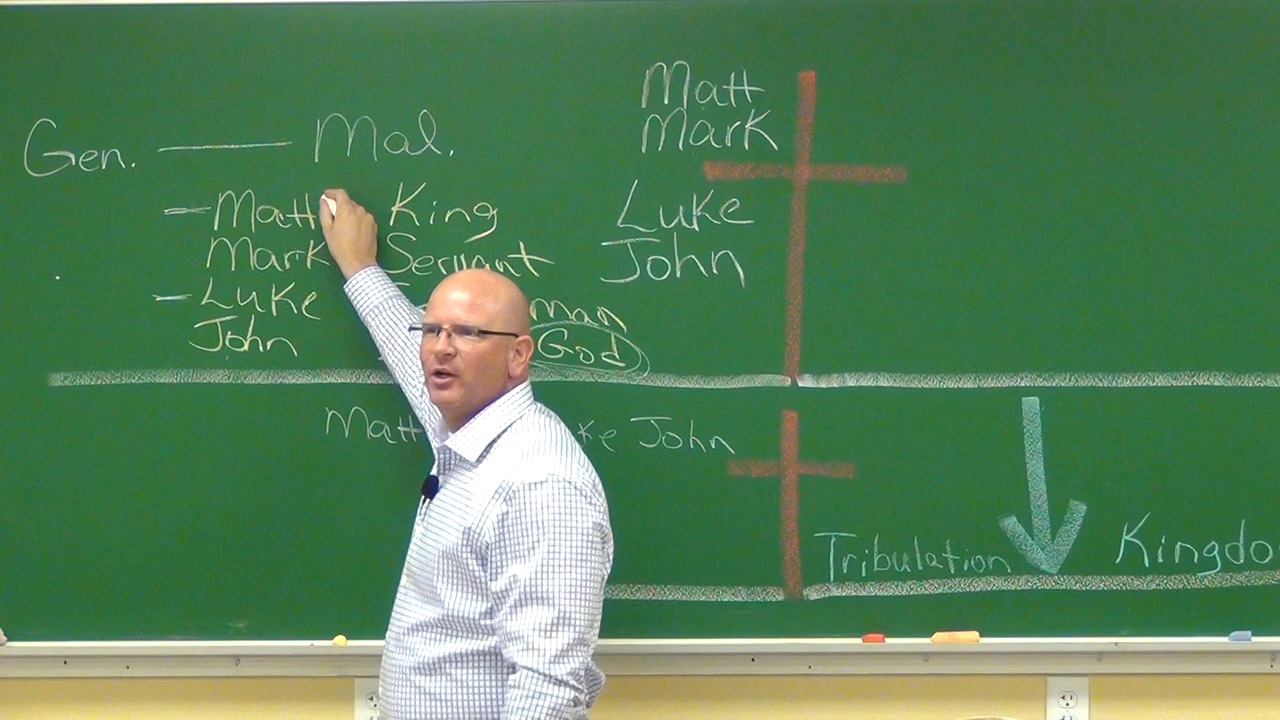 Gen. — Mal.
- Matt King
Mark Servant
- Luke Man
John God
Matt
Mark
Luke
John
Matt John
Tribulation
Kingdo